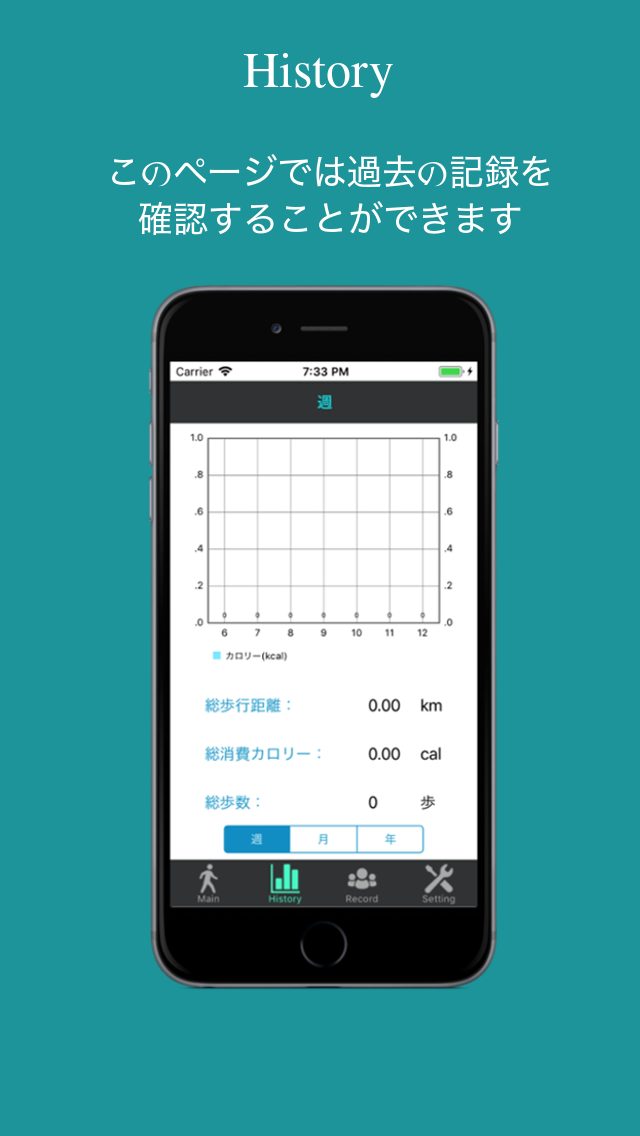 History
このページでは過去の記録を
確認することができます
Carrier 7:33 PM
週
1.0 1.0
.8 .8
.6 .6
.4 .4
.2 .2
0 0 0 0 0 0 0
.0 .0
6 7 8 9 10 11 12
カロリー(kcal)
総歩行距離： 0.00 km
総消費カロリー： 0.00 cal
総歩数： 0 歩
週 月 年
Main History Record Setting